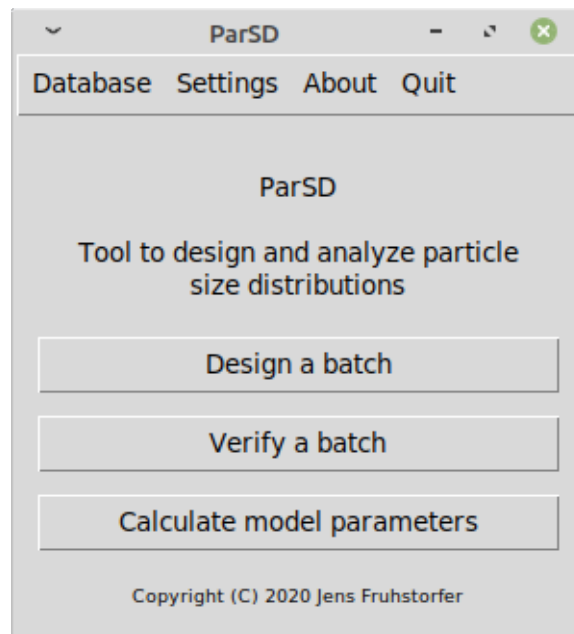 ParSD
Database Settings About Quit
ParSD
Tool to design and analyze particle
size distributions
Design a batch
Verify a batch
Calculate model parameters
Copyright (C) 2020 Jens Fruhstorfer